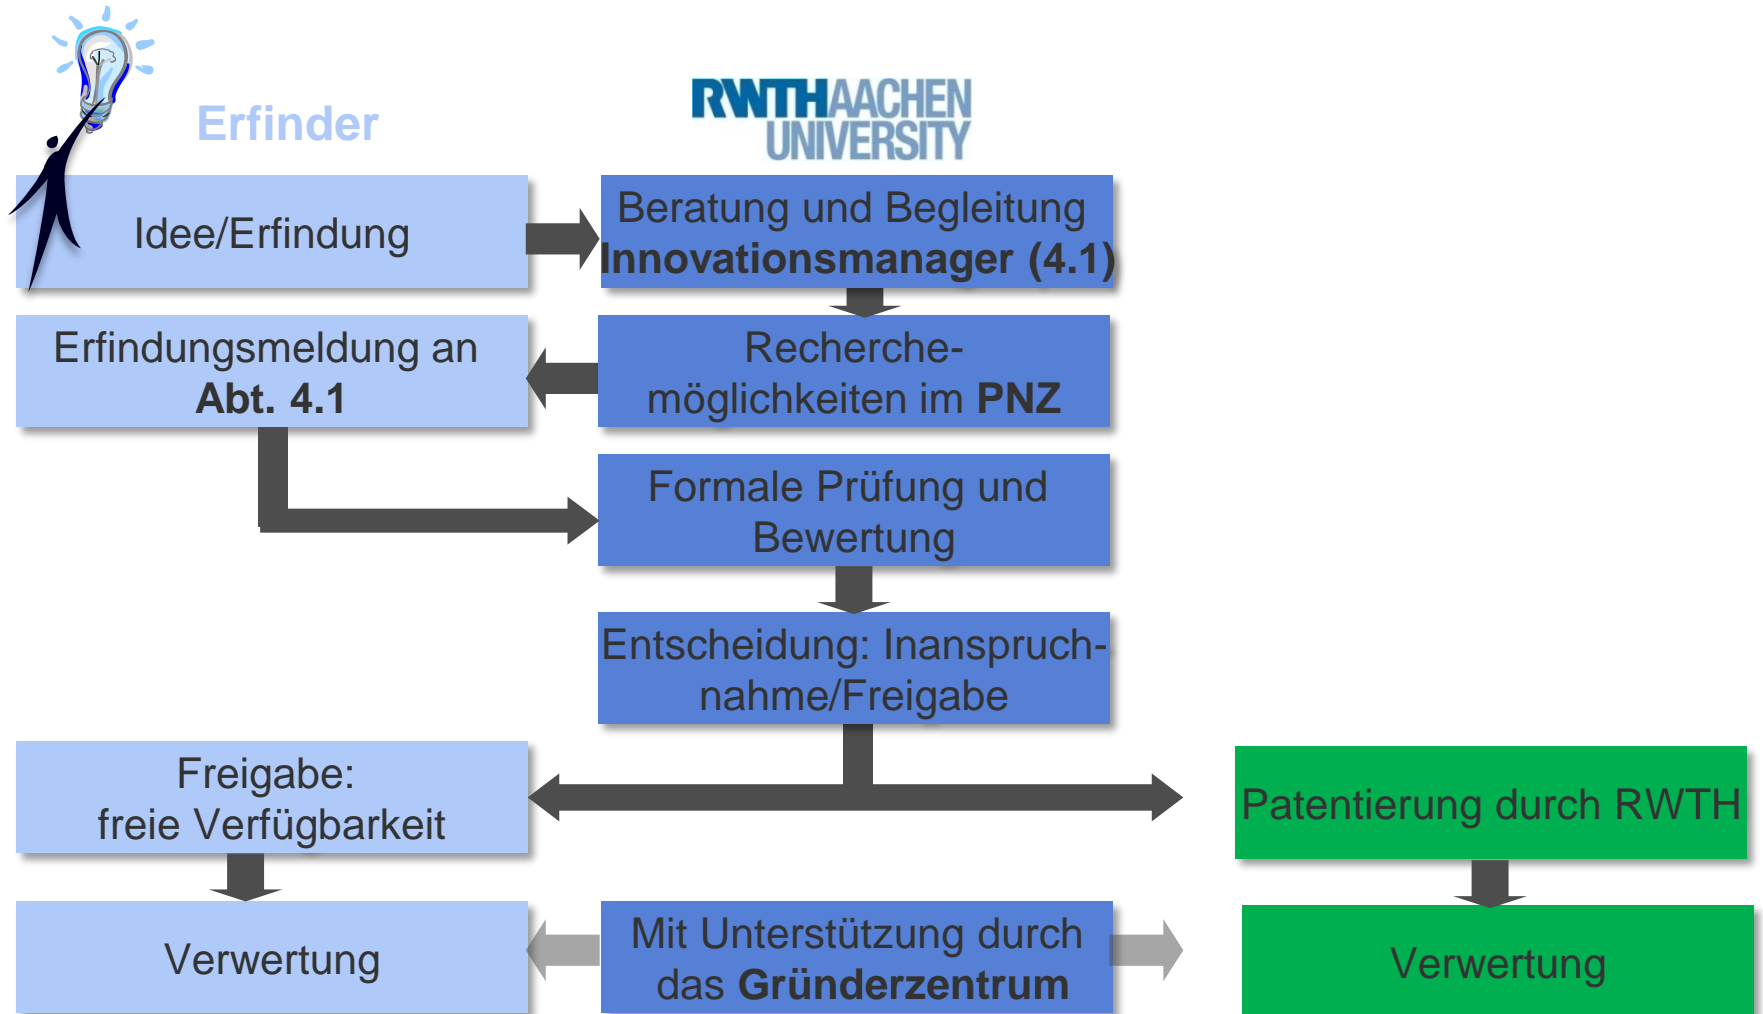 Erfinder
RWTHAACHEN
UNIVERSITY
Idee/Erfindung
Beratung und Begleitung
Innovationsmanager (4.1)
Erfindungsmeldung an
Abt. 4.1
Recherche-
möglichkeiten im PNZ
Formale Prüfung und
Bewertung
Entscheidung: Inanspruch-
nahme/Freigabe
Freigabe:
freie Verfügbarkeit
Patentierung durch RWTH
Verwertung
Mit Unterstützung durch
das Gründerzentrum
Verwertung